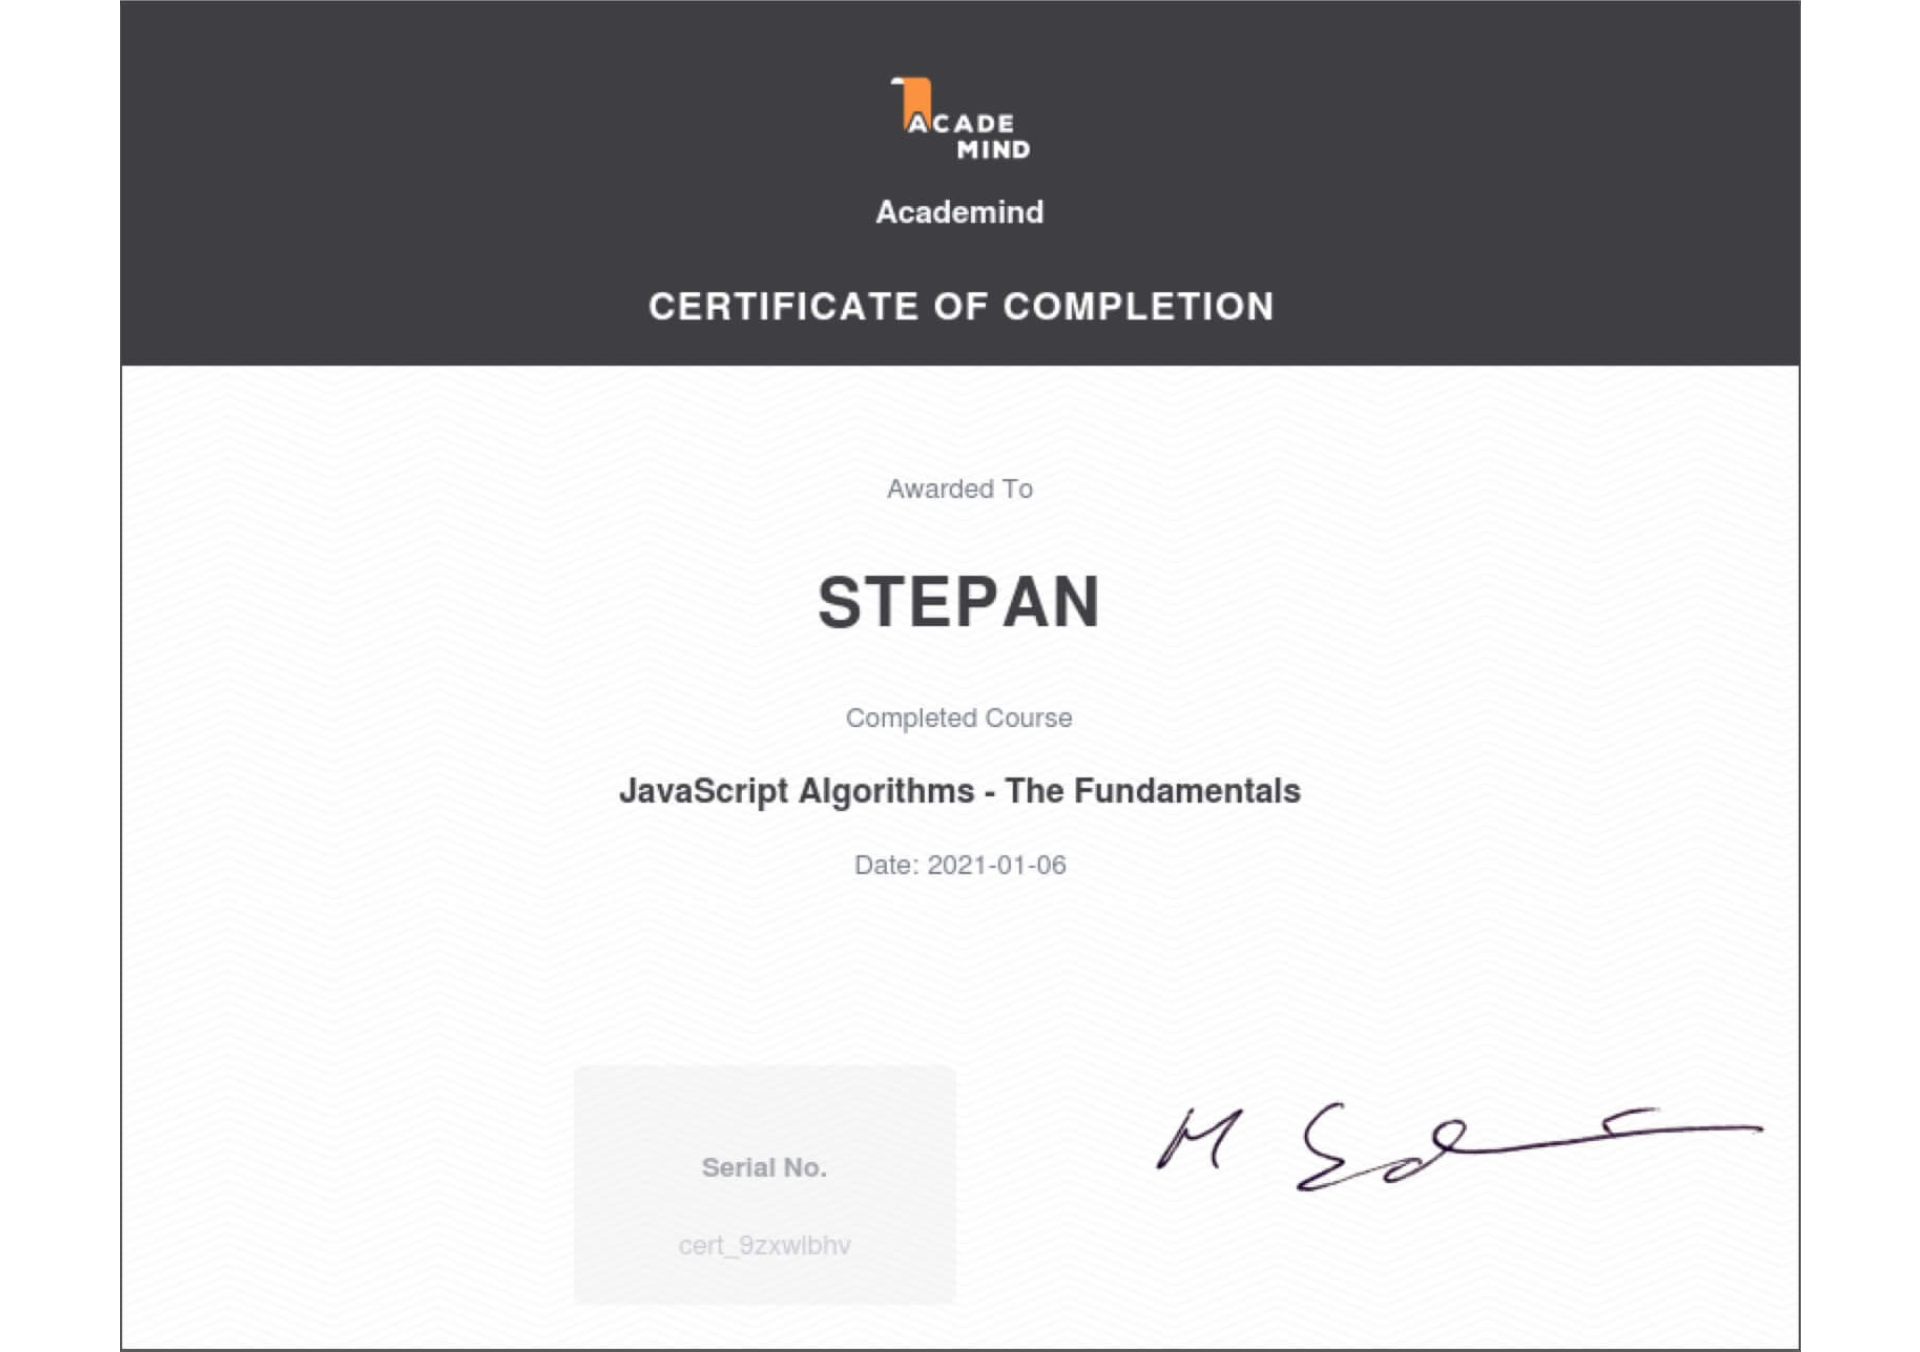 ACADE
MIND
Academind
CERTIFICATE OF COMPLETION
Awarded To
STEPAN
Completed Course
JavaScript Algorithms - The Fundamentals
Date: 2021-01-06
Serial No.
cert_9zxwlbhv